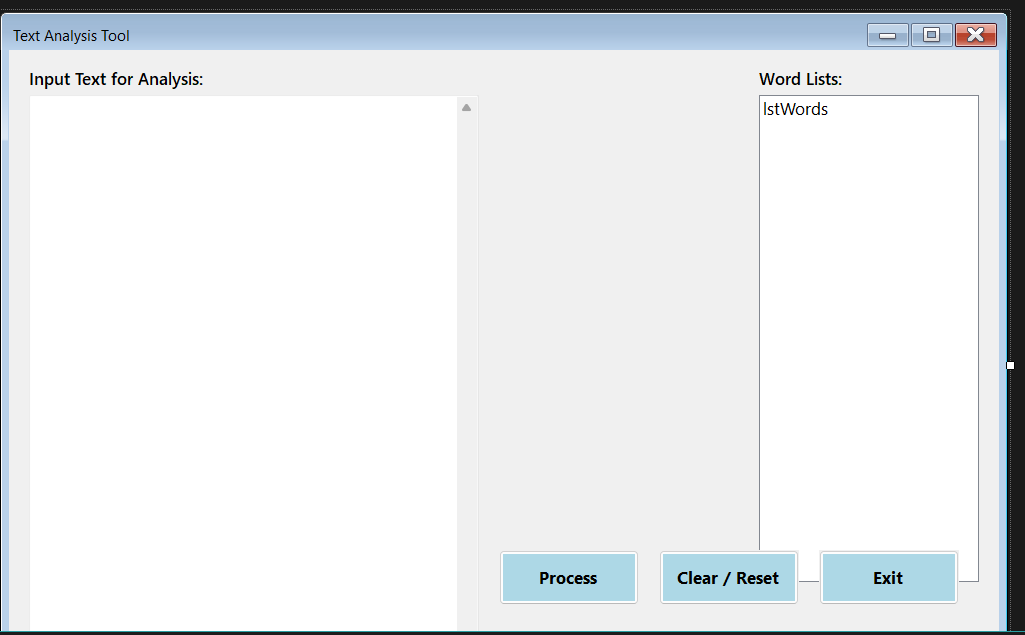 Text Analysis Tool
Input Text for Analysis:
Word Lists:
lstWords
Process
Clear / Reset
Exit